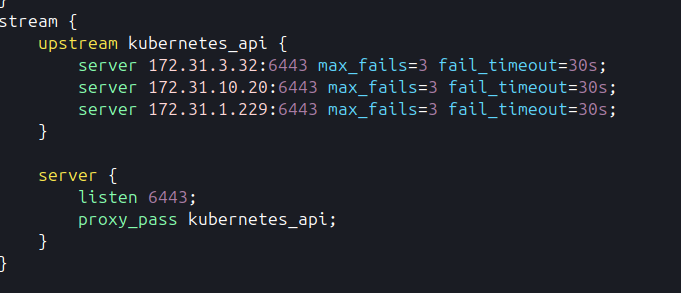 }
stream {
    upstream kubernetes_api {
        server 172.31.3.32:6443 max_fails=3 fail_timeout=30s;
        server 172.31.10.20:6443 max_fails=3 fail_timeout=30s;
        server 172.31.1.229:6443 max_fails=3 fail_timeout=30s;
    }

    server {
        listen 6443;
        proxy_pass kubernetes_api;
    }
}